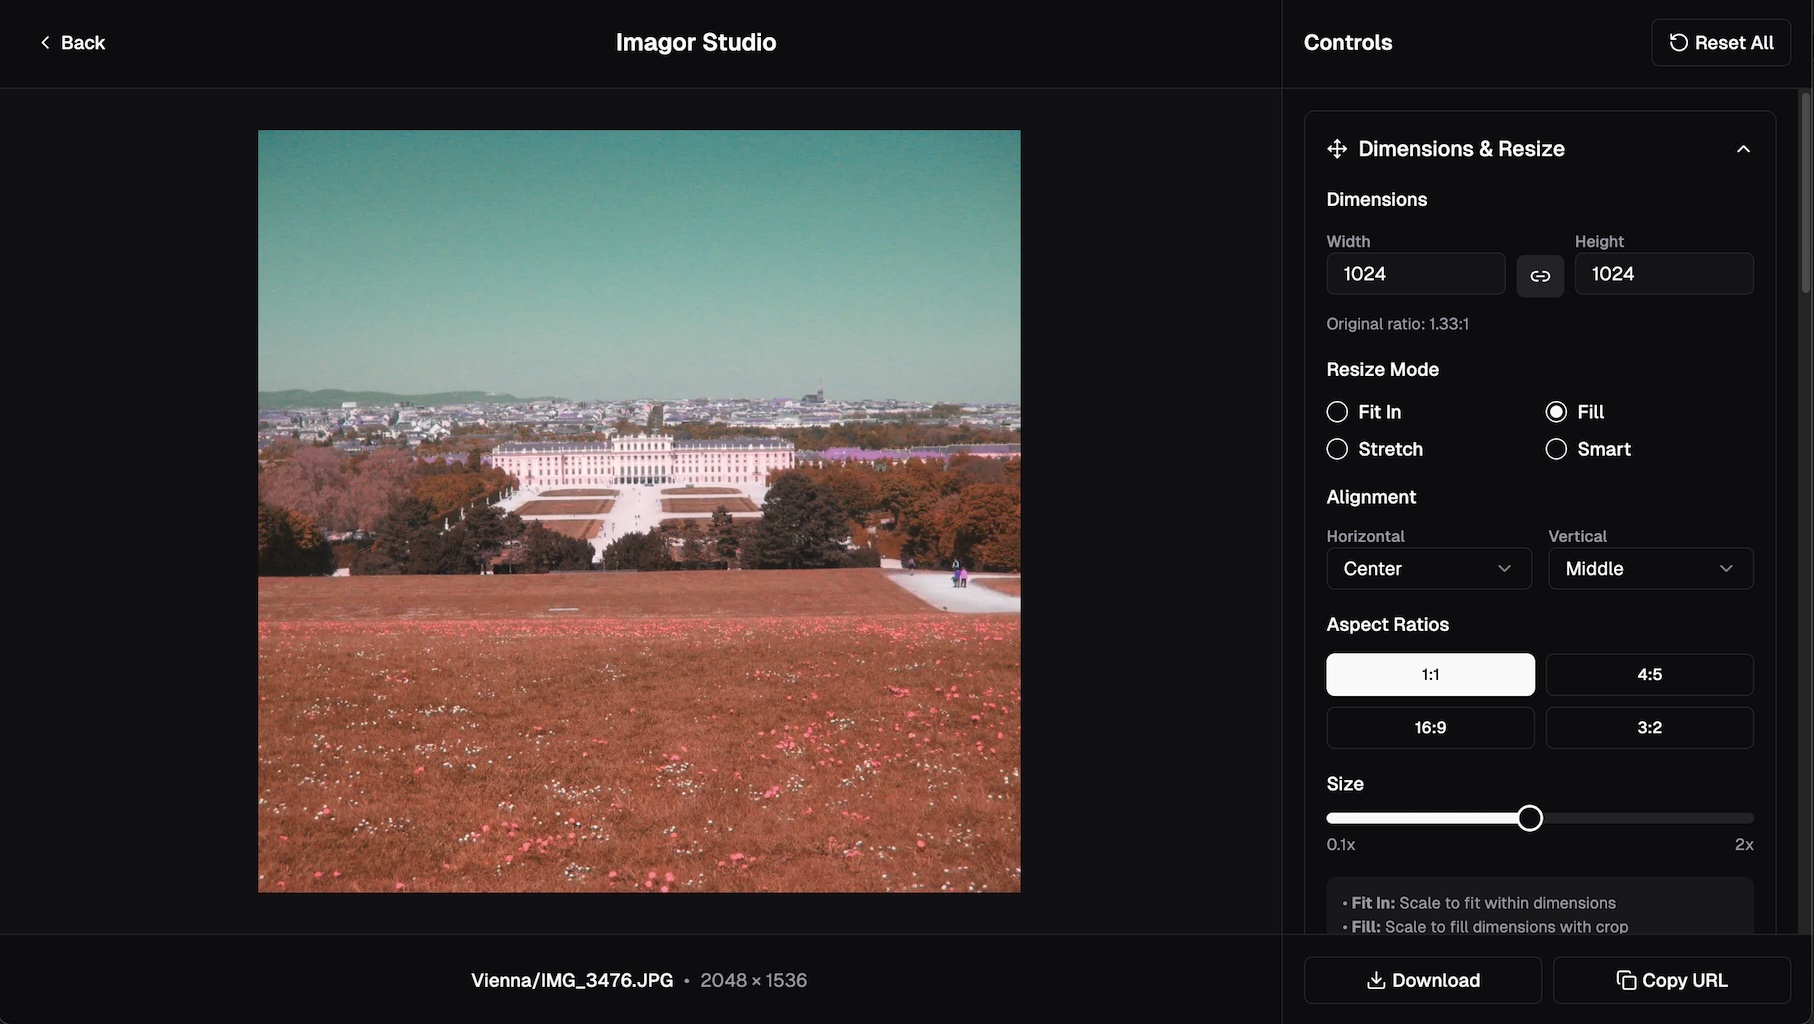 Back
Imagor Studio
Controls
Reset All
Dimensions & Resize
Dimensions
Width
Height
1024
1024
Original ratio: 1.33:1
Resize Mode
Fit In
Fill
Stretch
Smart
Alignment
Horizontal
Vertical
Center
Middle
Aspect Ratios
1:1
4:5
16:9
3:2
Size
0.1x
2x
• Fit In: Scale to fit within dimensions
• Fill: Scale to fill dimensions with crop
Vienna/IMG_3476.JPG • 2048 × 1536
Download
Copy URL